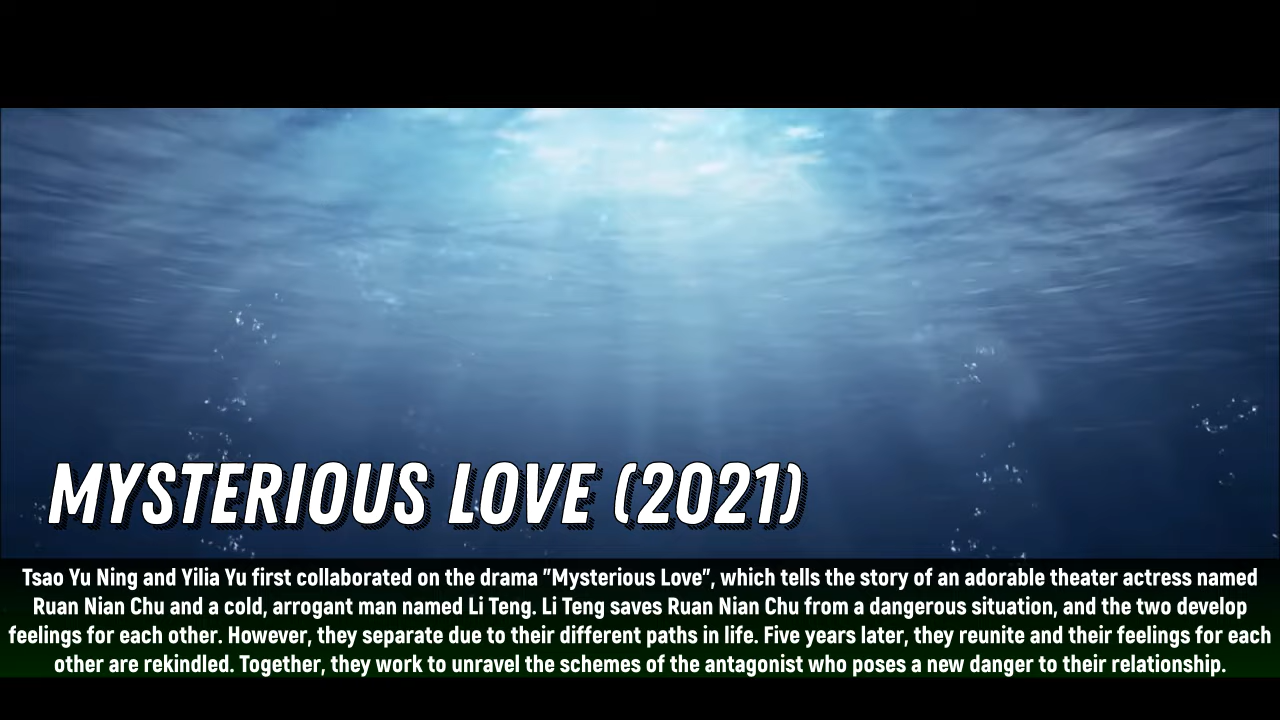 MYSTERIOUS LOVE (2021)
Tsao Yu Ning and Yilia Yu first collaborated on the drama "Mysterious Love", which tells the story of an adorable theater actress named
Ruan Nian Chu and a cold, arrogant man named Li Teng. Li Teng saves Ruan Nian Chu from a dangerous situation, and the two develop
feelings for each other. However, they separate due to their different paths in life. Five years later, they reunite and their feelings for each
other are rekindled. Together, they work to unravel the schemes of the antagonist who poses a new danger to their relationship.